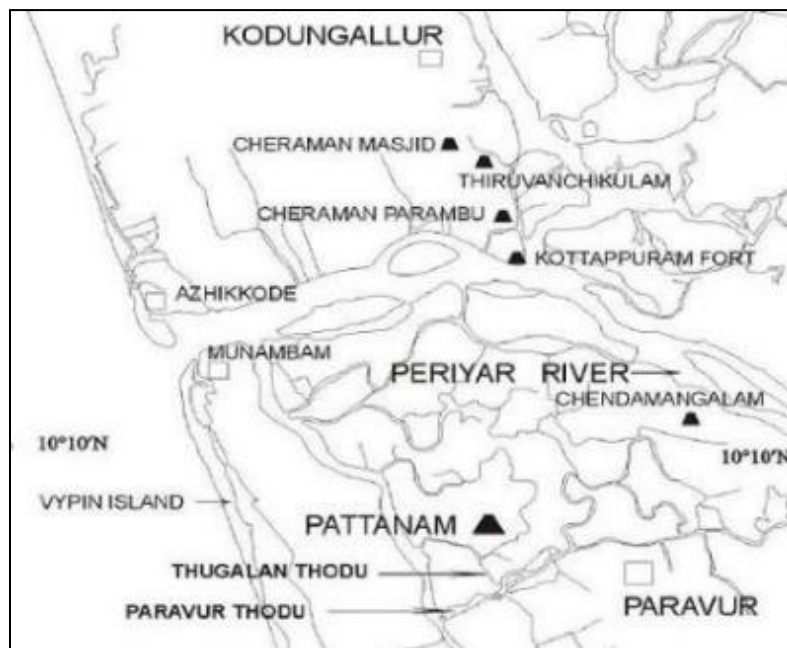 KODUNGALLUR
CHERAMAN MASJID
THIRUVANCHIKULAM
CHERAMAN PARAMBU
KOTTAPPURAM FORT
AZHIKKODE
MUNAMBAM
PERIYAR RIVER
CHENDAMANGALAM
10°10'N
10°10'N
VYPIN ISLAND
PATTANAM
THUGALAN THODU
PARAVUR THODU
PARAVUR